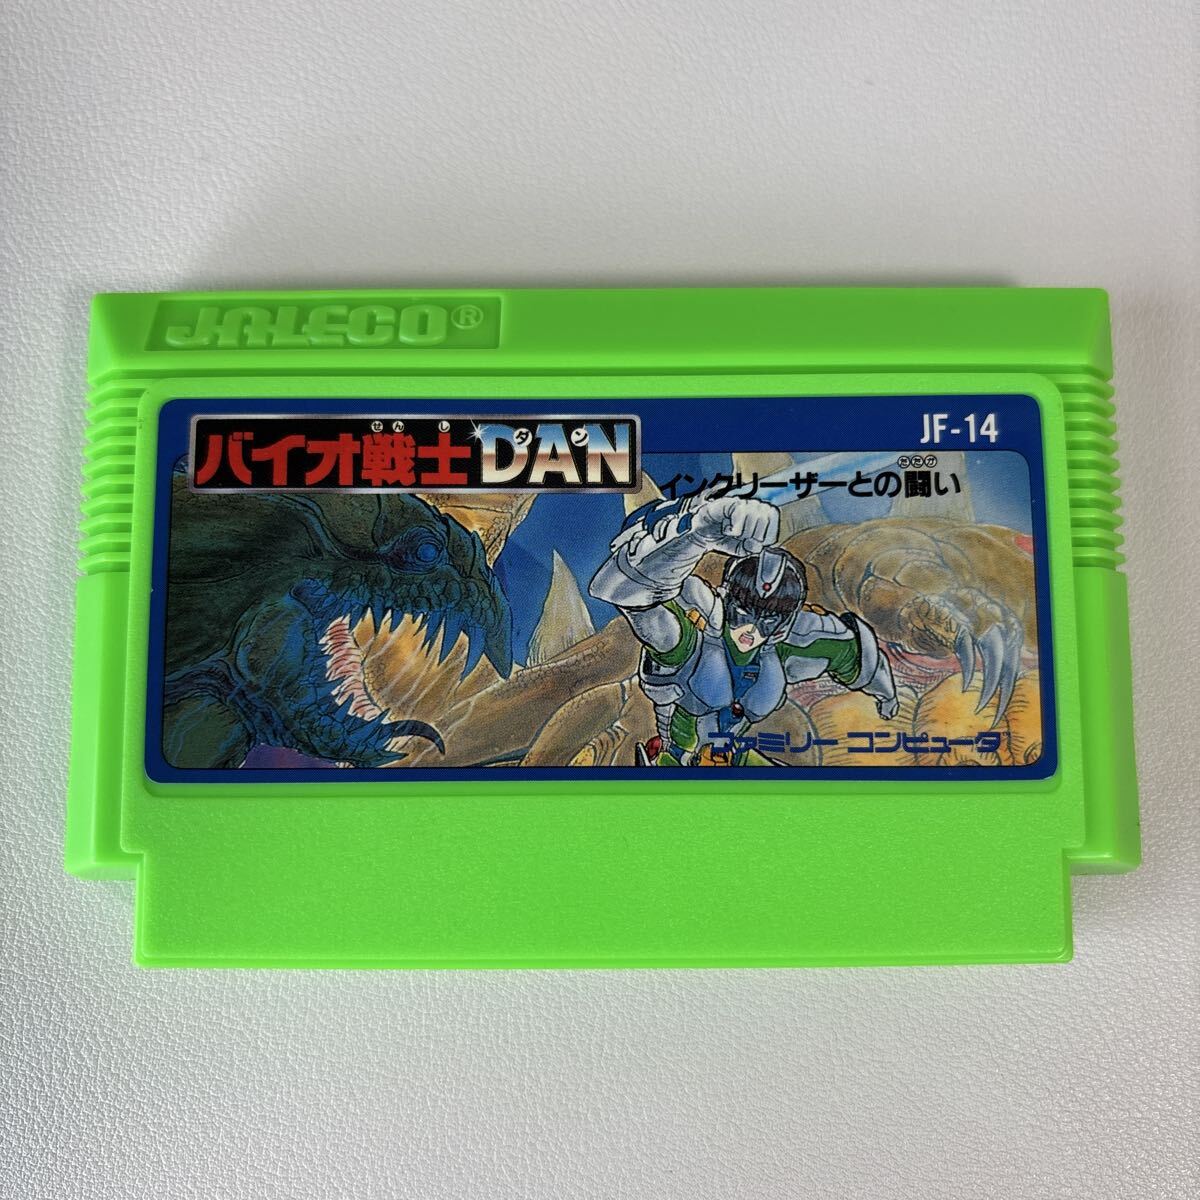 JALECO®
せんし ダン
バイオ戦士DAN
JF-14
たたか
インクリーザーとの闘い
ファミリーコンピュータ